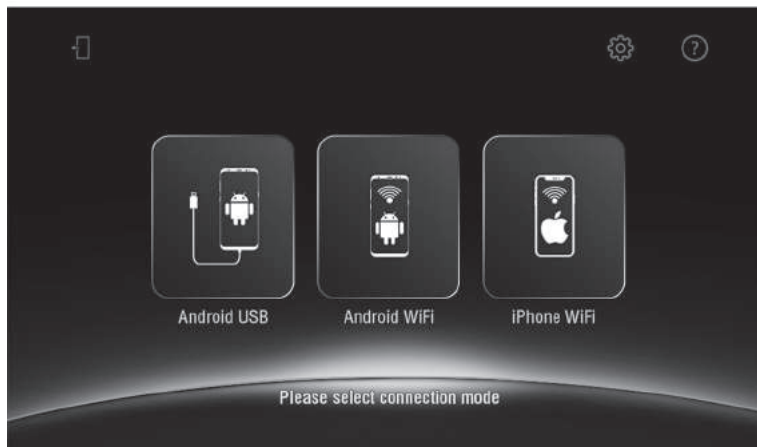 ?
Android USB
Android WiFi
iPhone WiFi
Please select connection mode